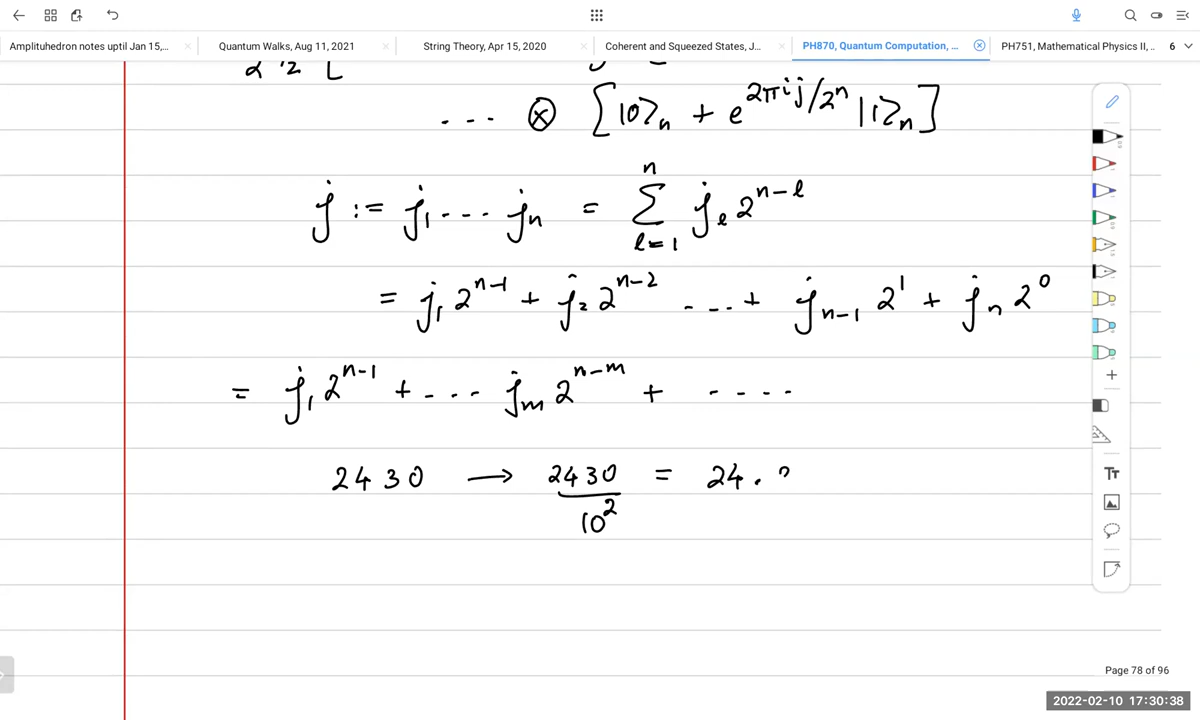 Amplituhedron notes uptil Jan 15,... Quantum Walks, Aug 11, 2021 String Theory, Apr 15, 2020 Coherent and Squeezed States, J... PH870, Quantum Computation, ... PH751, Mathematical Physics II, .. 6
... ⊗ [|0⟩ₙ + e^{2πij/2ⁿ} |1⟩ₙ]
j := j₁ --- jₙ = Σ_{l=1}^{n} j_l 2^{n-l}
= j₁ 2^{n-1} + j₂ 2^{n-2} -... + j_{n-1} 2¹ + jₙ 2⁰
= j₁ 2^{n-1} + -... j_m 2^{n-m} + ----
2430 → 2430/10² = 24.
Tт
Page 78 of 96
2022-02-10 17:30:38